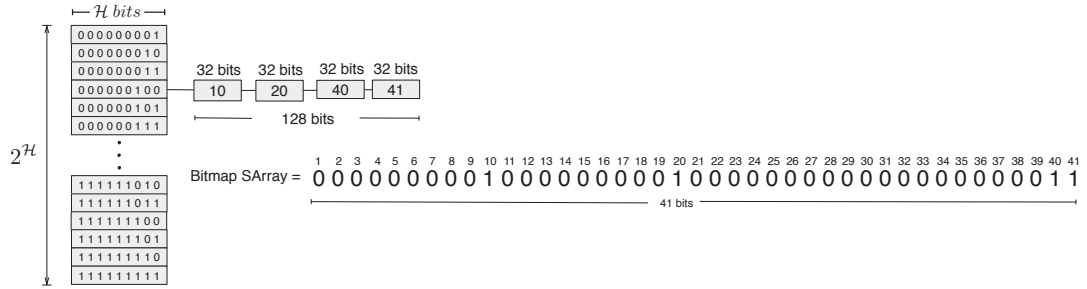 H bits
000000001
000000010
000000011
000000100
000000101
000000111
2^H
111111010
111111011
111111100
111111101
111111110
111111111
32 bits 32 bits 32 bits 32 bits
10 20 40 41
128 bits
1 2 3 4 5 6 7 8 9 10 11 12 13 14 15 16 17 18 19 20 21 22 23 24 25 26 27 28 29 30 31 32 33 34 35 36 37 38 39 40 41
Bitmap SArray = 0 0 0 0 0 0 0 0 0 1 0 0 0 0 0 0 0 0 0 1 0 0 0 0 0 0 0 0 0 0 0 0 0 0 0 0 0 0 0 1 1
41 bits